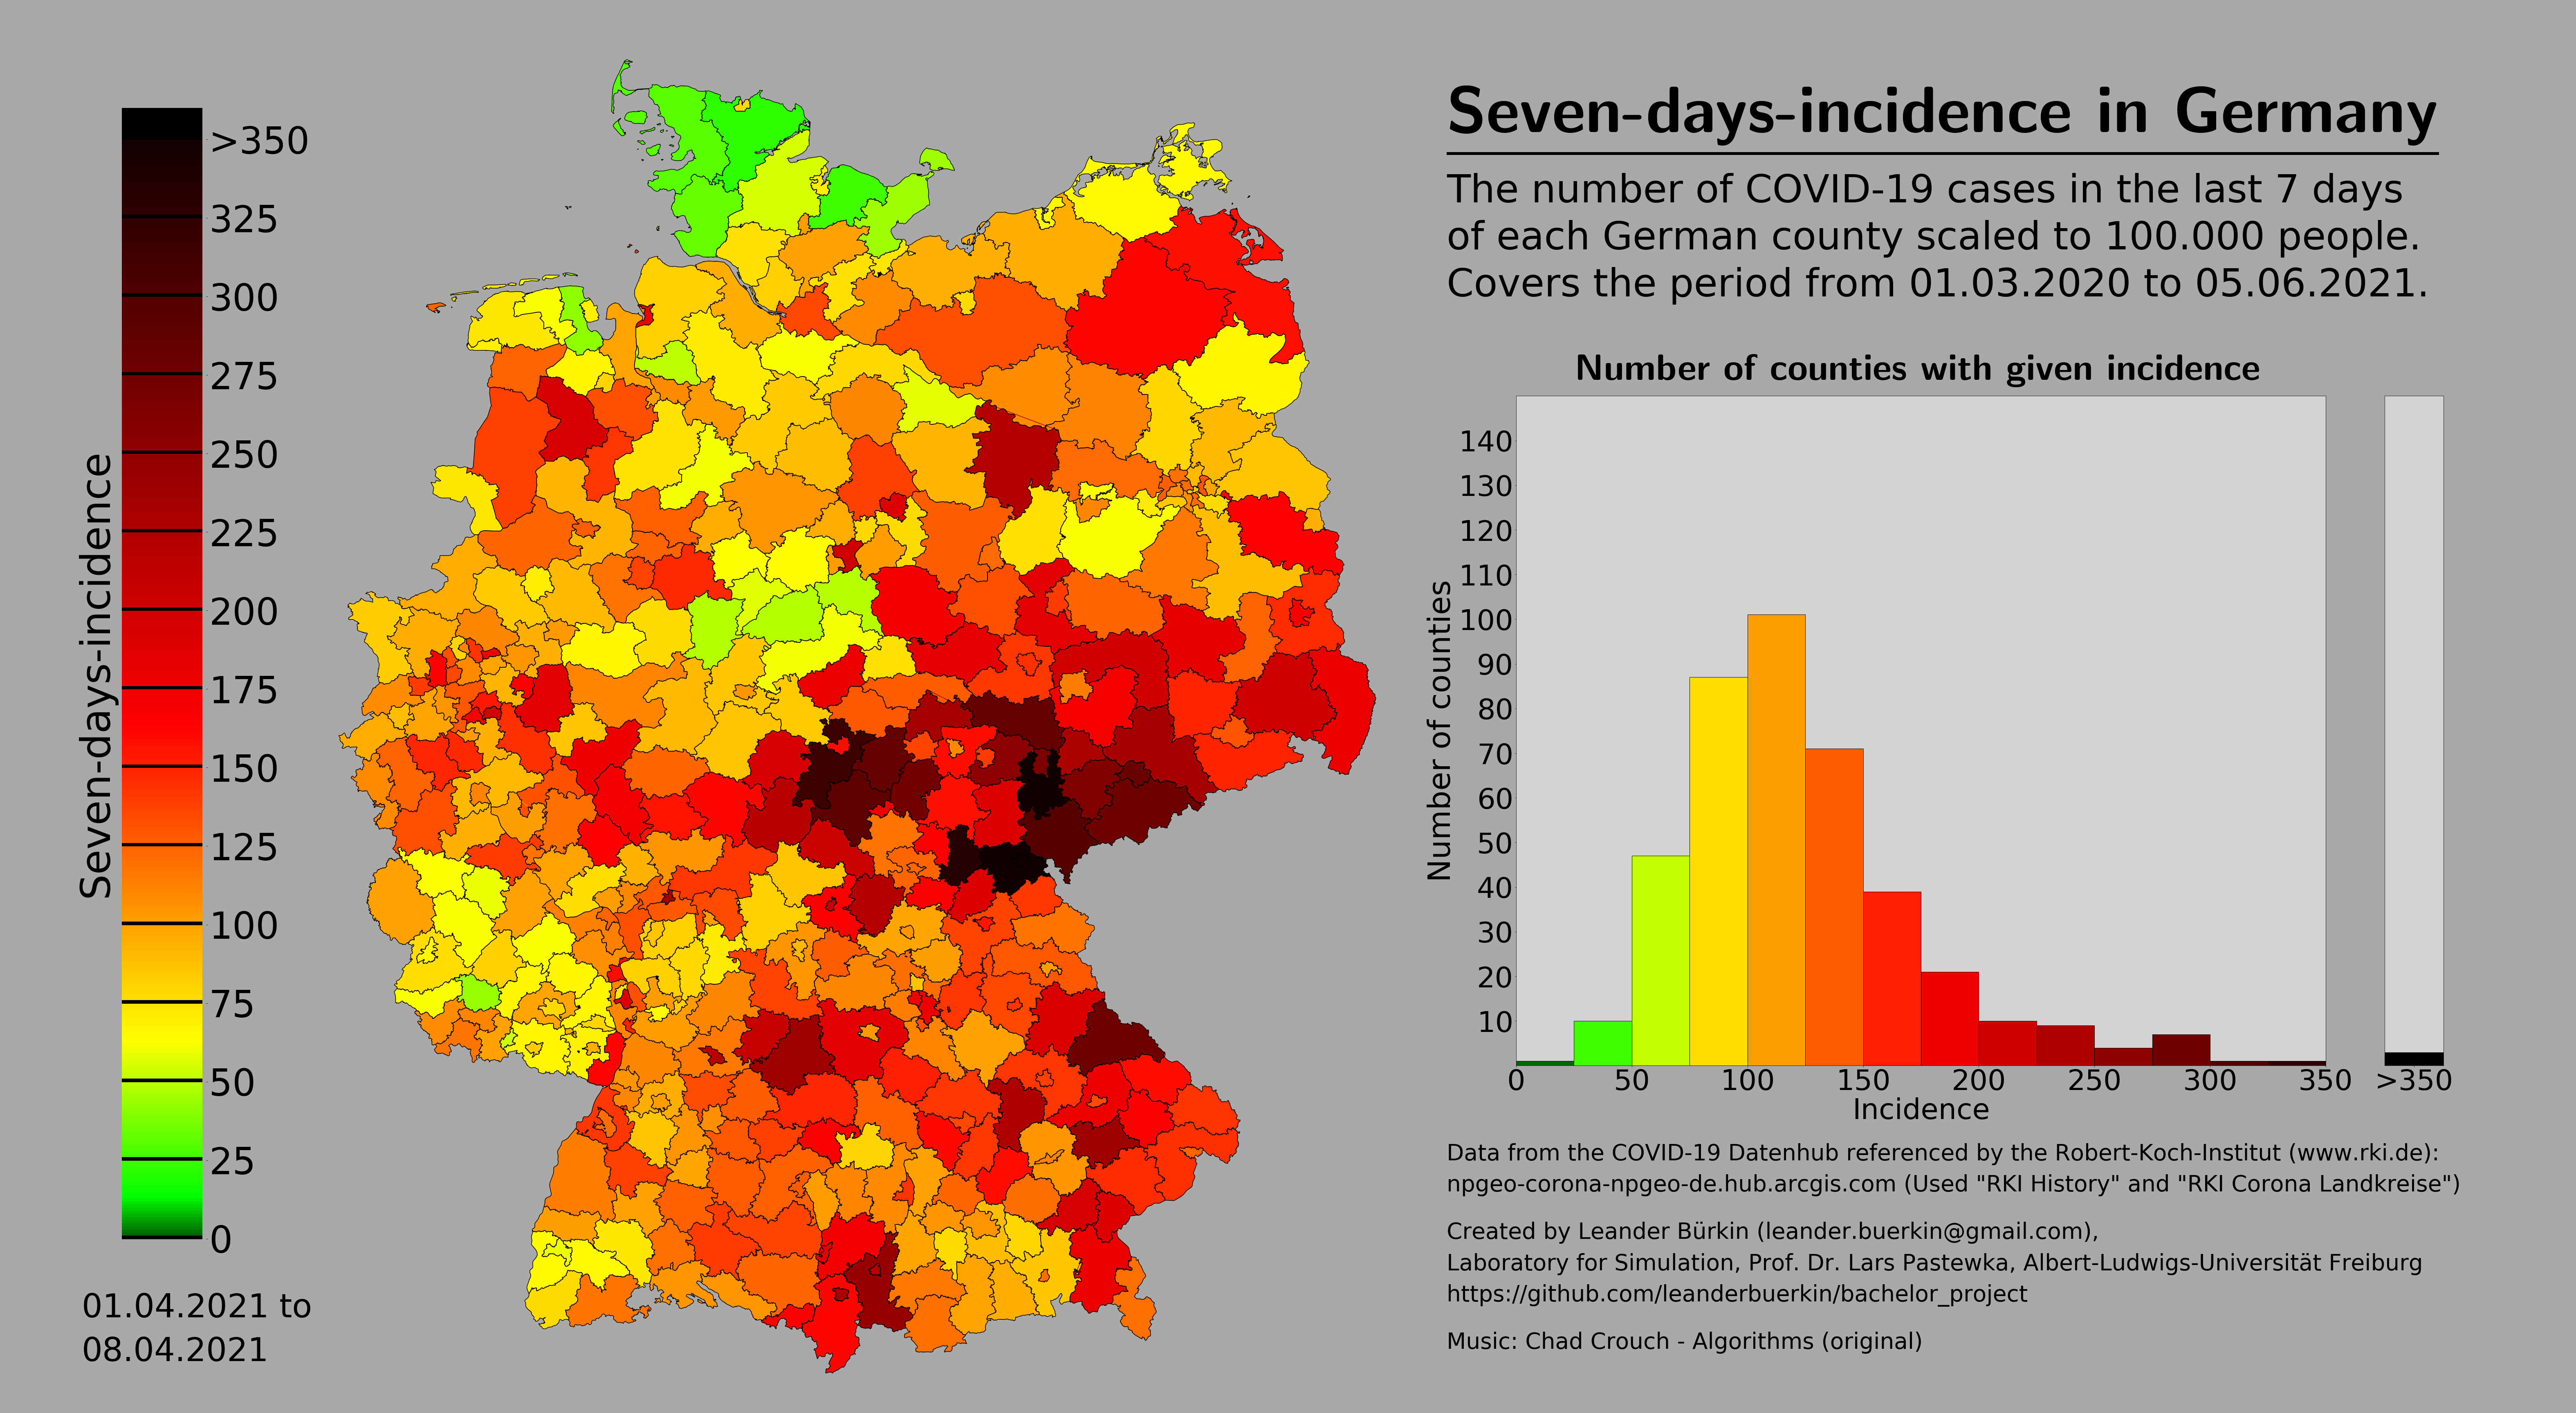 Seven-days-incidence in Germany
The number of COVID-19 cases in the last 7 days
of each German county scaled to 100.000 people.
Covers the period from 01.03.2020 to 05.06.2021.
Seven-days-incidence
>350
325
300
275
250
225
200
175
150
125
100
75
50
25
0
01.04.2021 to
08.04.2021
Number of counties with given incidence
Number of counties
140
130
120
110
100
90
80
70
60
50
40
30
20
10
0 50 100 150 200 250 300 350 >350
Incidence
Data from the COVID-19 Datenhub referenced by the Robert-Koch-Institut (www.rki.de):
npgeo-corona-npgeo-de.hub.arcgis.com (Used "RKI History" and "RKI Corona Landkreise")
Created by Leander Bürkin (leander.buerkin@gmail.com),
Laboratory for Simulation, Prof. Dr. Lars Pastewka, Albert-Ludwigs-Universität Freiburg
https://github.com/leanderbuerkin/bachelor_project
Music: Chad Crouch - Algorithms (original)